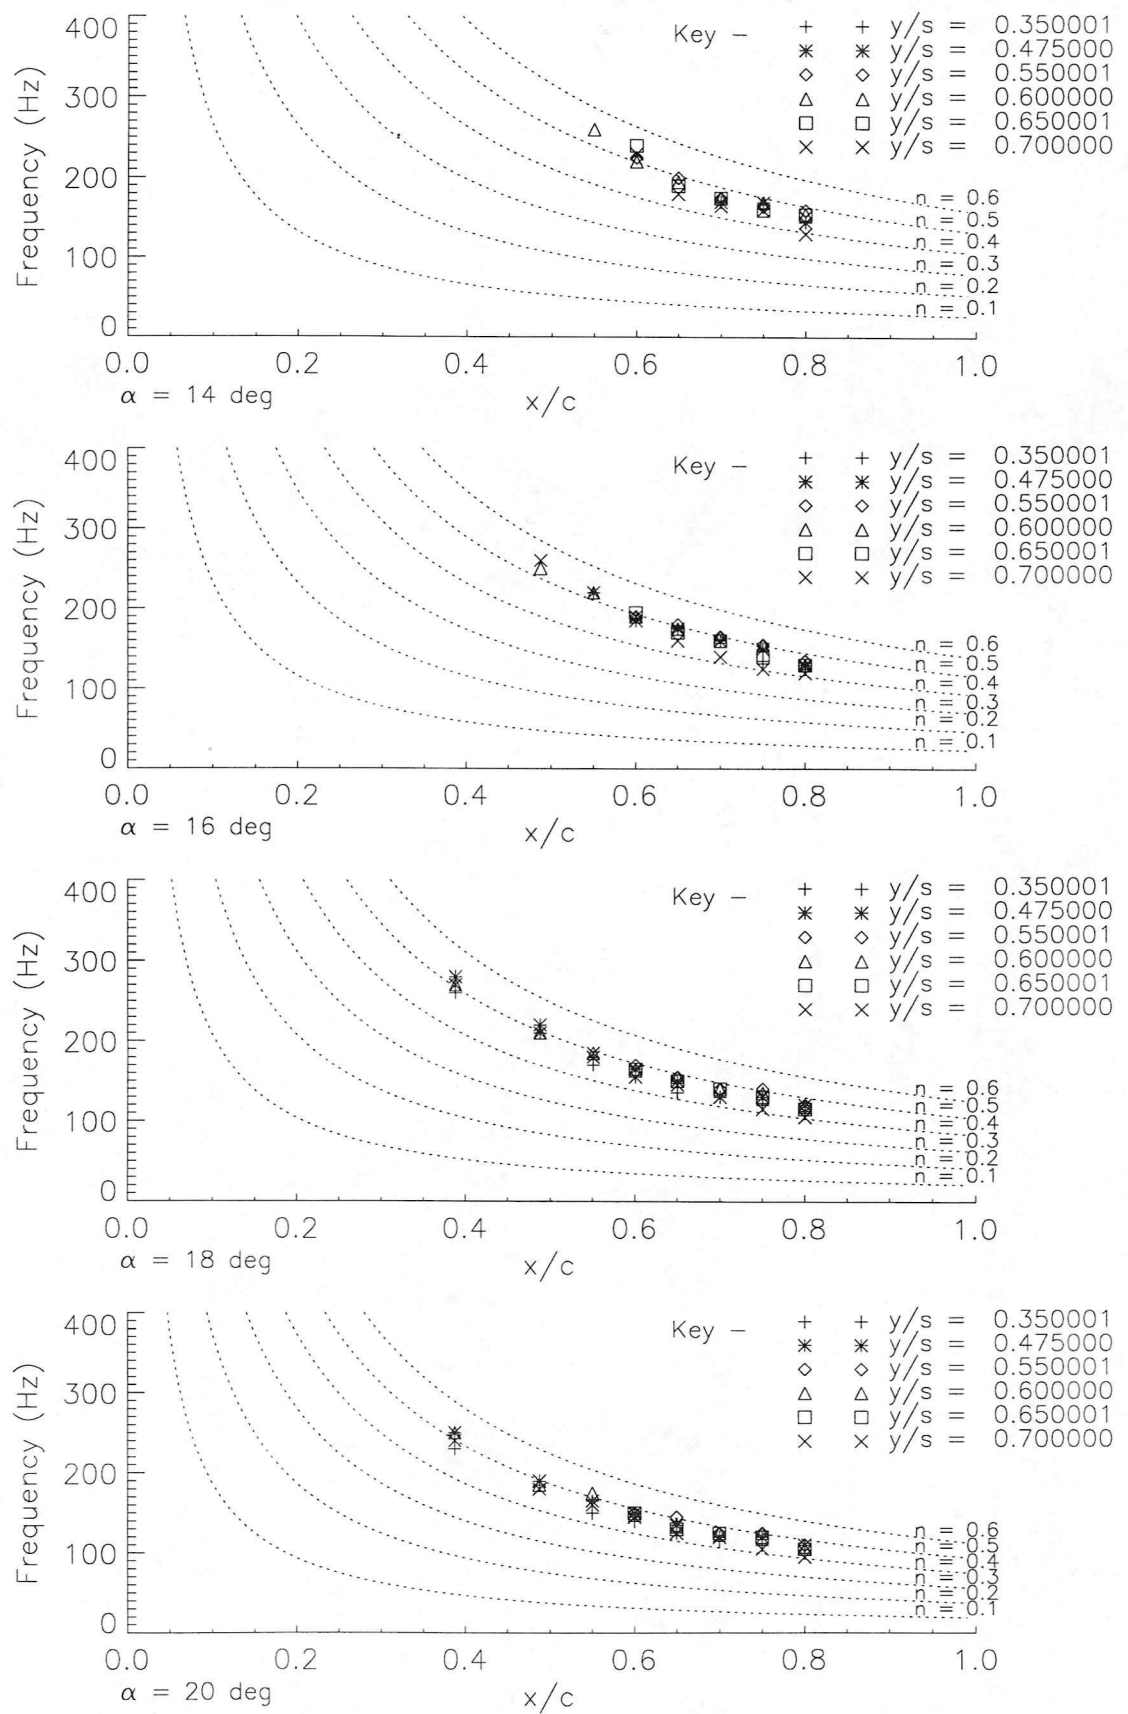 400
300
200
100
0
Frequency (Hz)
Key –
y/s = 0.350001
y/s = 0.475000
y/s = 0.550001
y/s = 0.600000
y/s = 0.650001
y/s = 0.700000
n = 0.6
n = 0.5
n = 0.4
n = 0.3
n = 0.2
n = 0.1
0.0 0.2 0.4 0.6 0.8 1.0
α = 14 deg
x/c
400
300
200
100
0
Frequency (Hz)
Key –
y/s = 0.350001
y/s = 0.475000
y/s = 0.550001
y/s = 0.600000
y/s = 0.650001
y/s = 0.700000
n = 0.6
n = 0.5
n = 0.4
n = 0.3
n = 0.2
n = 0.1
0.0 0.2 0.4 0.6 0.8 1.0
α = 16 deg
x/c
400
300
200
100
0
Frequency (Hz)
Key –
y/s = 0.350001
y/s = 0.475000
y/s = 0.550001
y/s = 0.600000
y/s = 0.650001
y/s = 0.700000
n = 0.6
n = 0.5
n = 0.4
n = 0.3
n = 0.2
n = 0.1
0.0 0.2 0.4 0.6 0.8 1.0
α = 18 deg
x/c
400
300
200
100
0
Frequency (Hz)
Key –
y/s = 0.350001
y/s = 0.475000
y/s = 0.550001
y/s = 0.600000
y/s = 0.650001
y/s = 0.700000
n = 0.6
n = 0.5
n = 0.4
n = 0.3
n = 0.2
n = 0.1
0.0 0.2 0.4 0.6 0.8 1.0
α = 20 deg
x/c